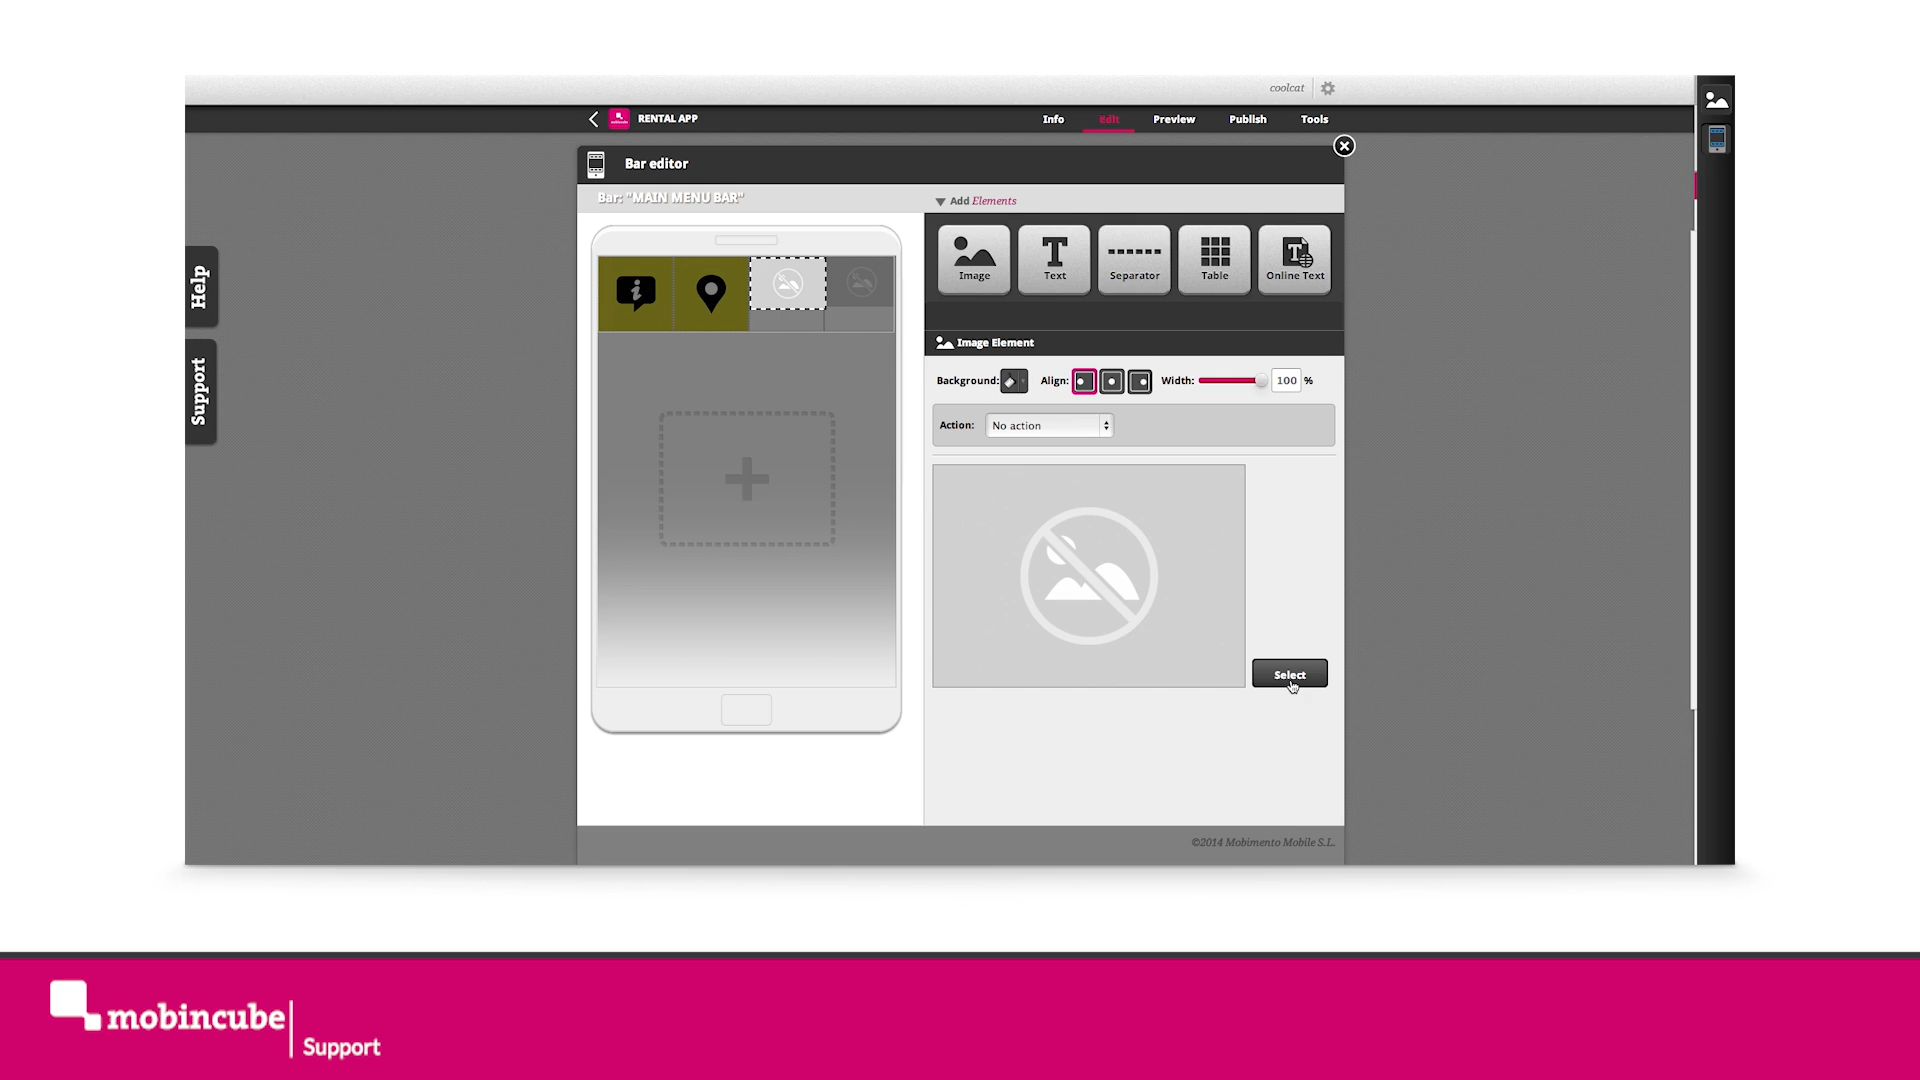 coolcat
RENTAL APP
Info
Edit
Preview
Publish
Tools
Bar editor
Bar: "MAIN MENU BAR"
Add Elements
Image
Text
Separator
Table
Online Text
Image Element
Background:
Align:
Width:
100 %
Action:
No action
Select
Help
Support
©2014 Mobimento Mobile S.L.
mobincube
Support